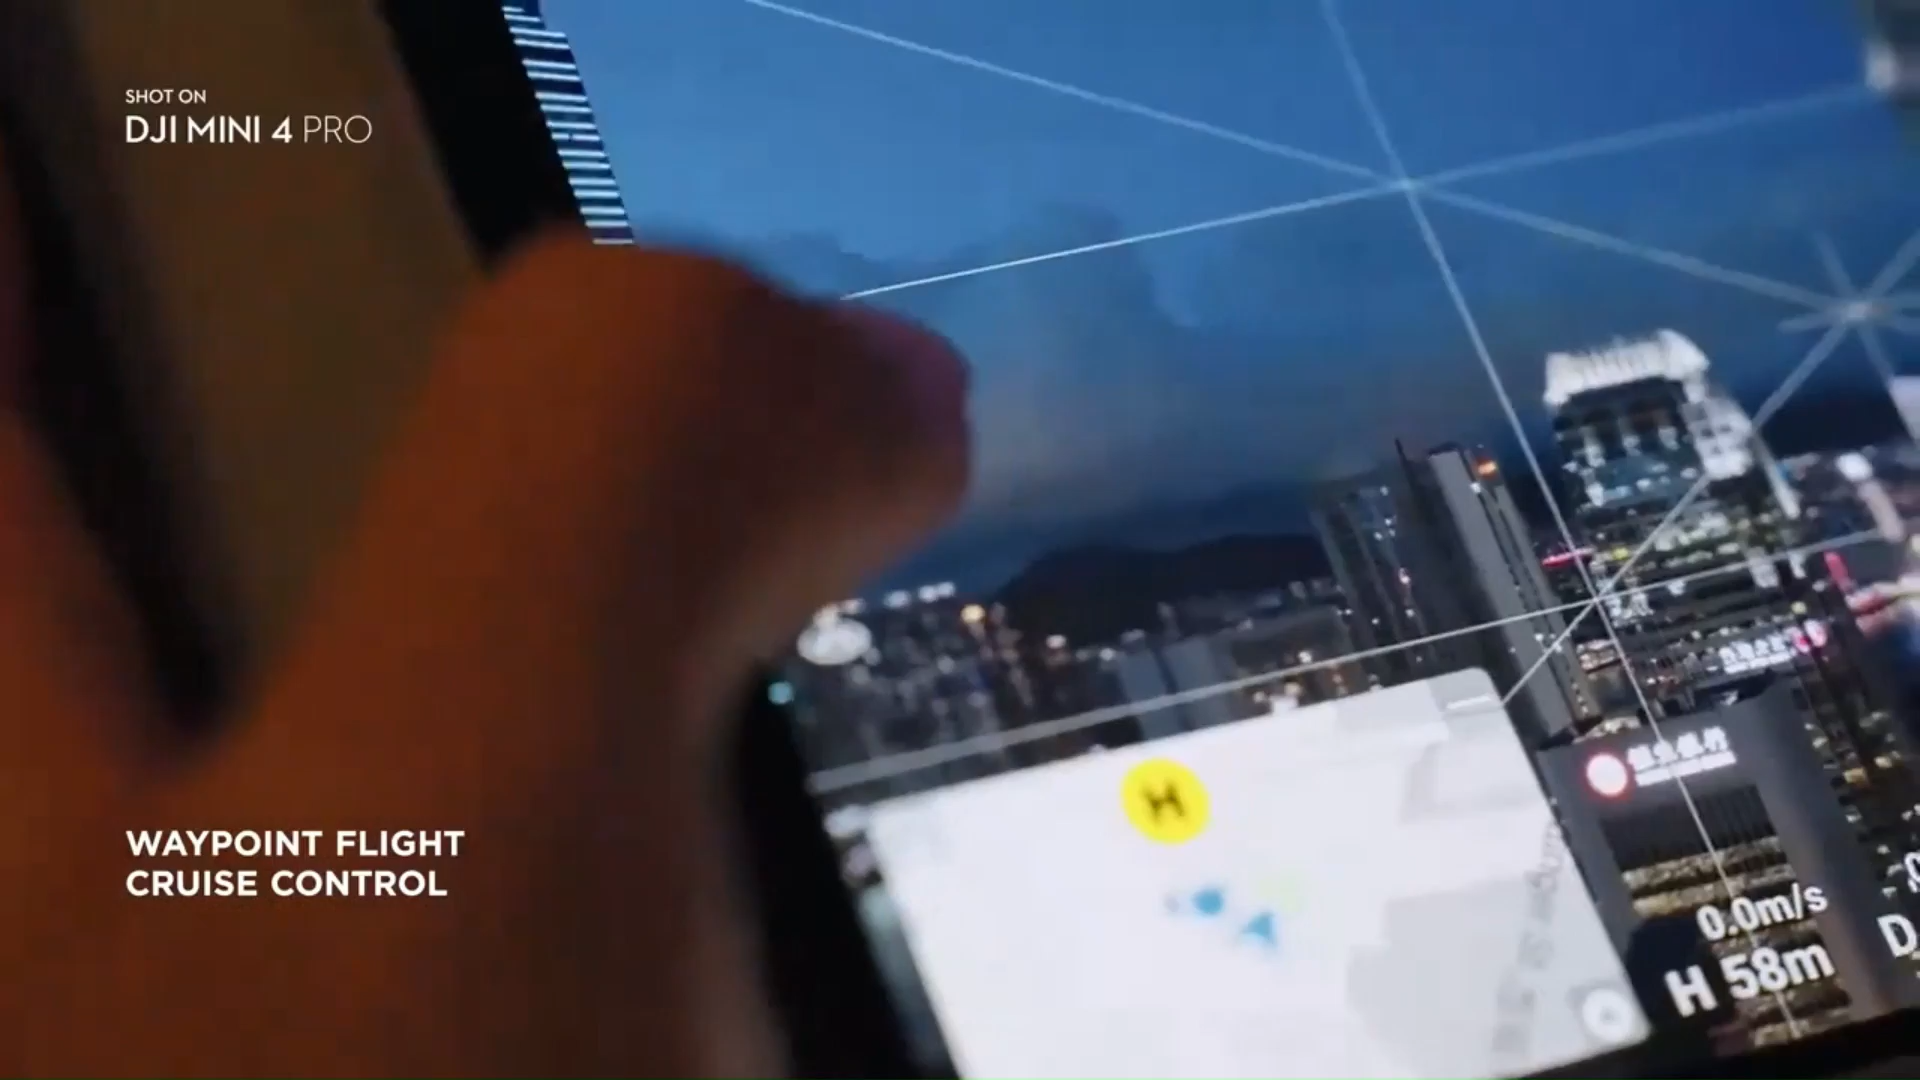 SHOT ON
DJI MINI 4 PRO
WAYPOINT FLIGHT
CRUISE CONTROL
H
0.0m/s
H 58m
D